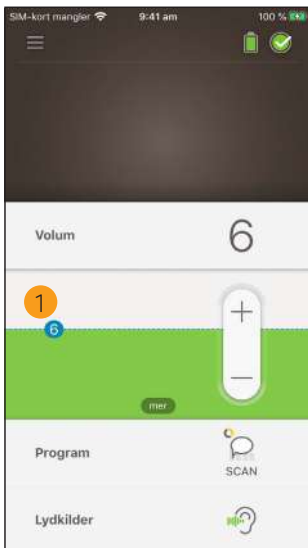 SIM-kort mangler 9:41 am 100 %
Volum 6
1
6
+
−
mer
Program
SCAN
Lydkilder